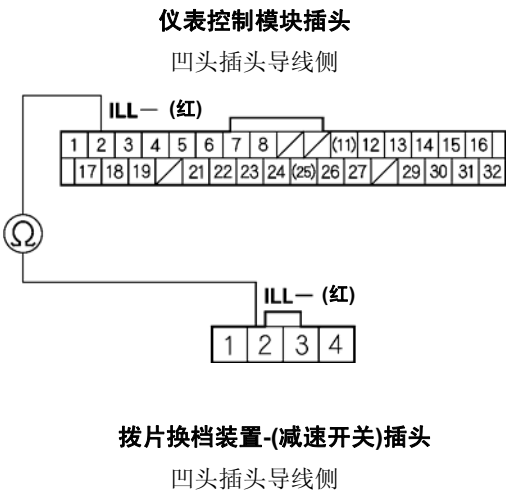 仪表控制模块插头
凹头插头导线侧
ILL— (红)
1 2 3 4 5 6 7 8 (11) 12 13 14 15 16
17 18 19 21 22 23 24 (25) 26 27 29 30 31 32
Ω
ILL— (红)
1 2 3 4
拨片换档装置-(减速开关)插头
凹头插头导线侧